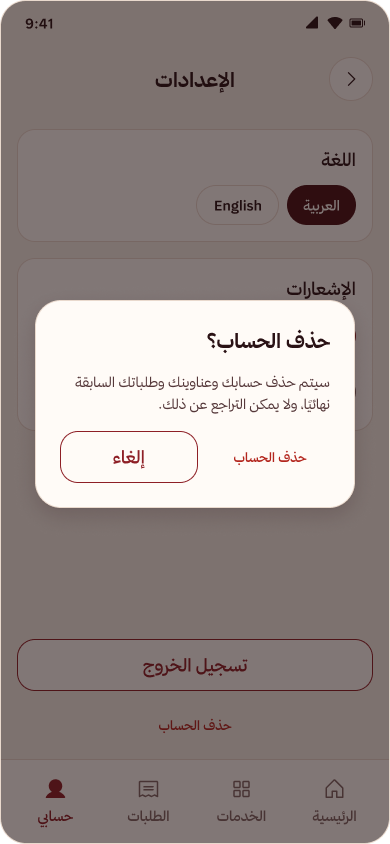 9:41
الإعدادات
اللغة
العربية
English
الإشعارات
حذف الحساب؟
سيتم حذف حسابك وعناوينك وطلباتك السابقة
نهائيًا، ولا يمكن التراجع عن ذلك.
حذف الحساب
إلغاء
تسجيل الخروج
حذف الحساب
الرئيسية
الخدمات
الطلبات
حسابي